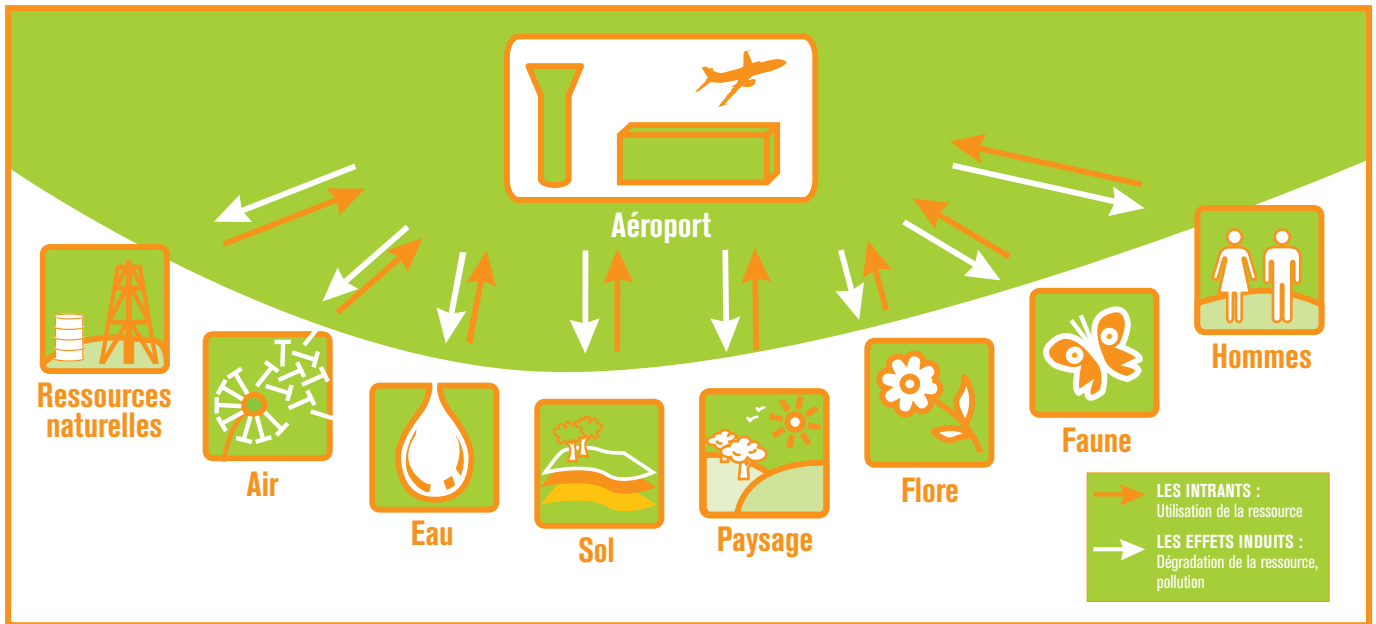 Aéroport
Ressources
naturelles
Air
Eau
Sol
Paysage
Flore
Faune
Hommes
LES INTRANTS :
Utilisation de la ressource
LES EFFETS INDUITS :
Dégradation de la ressource,
pollution